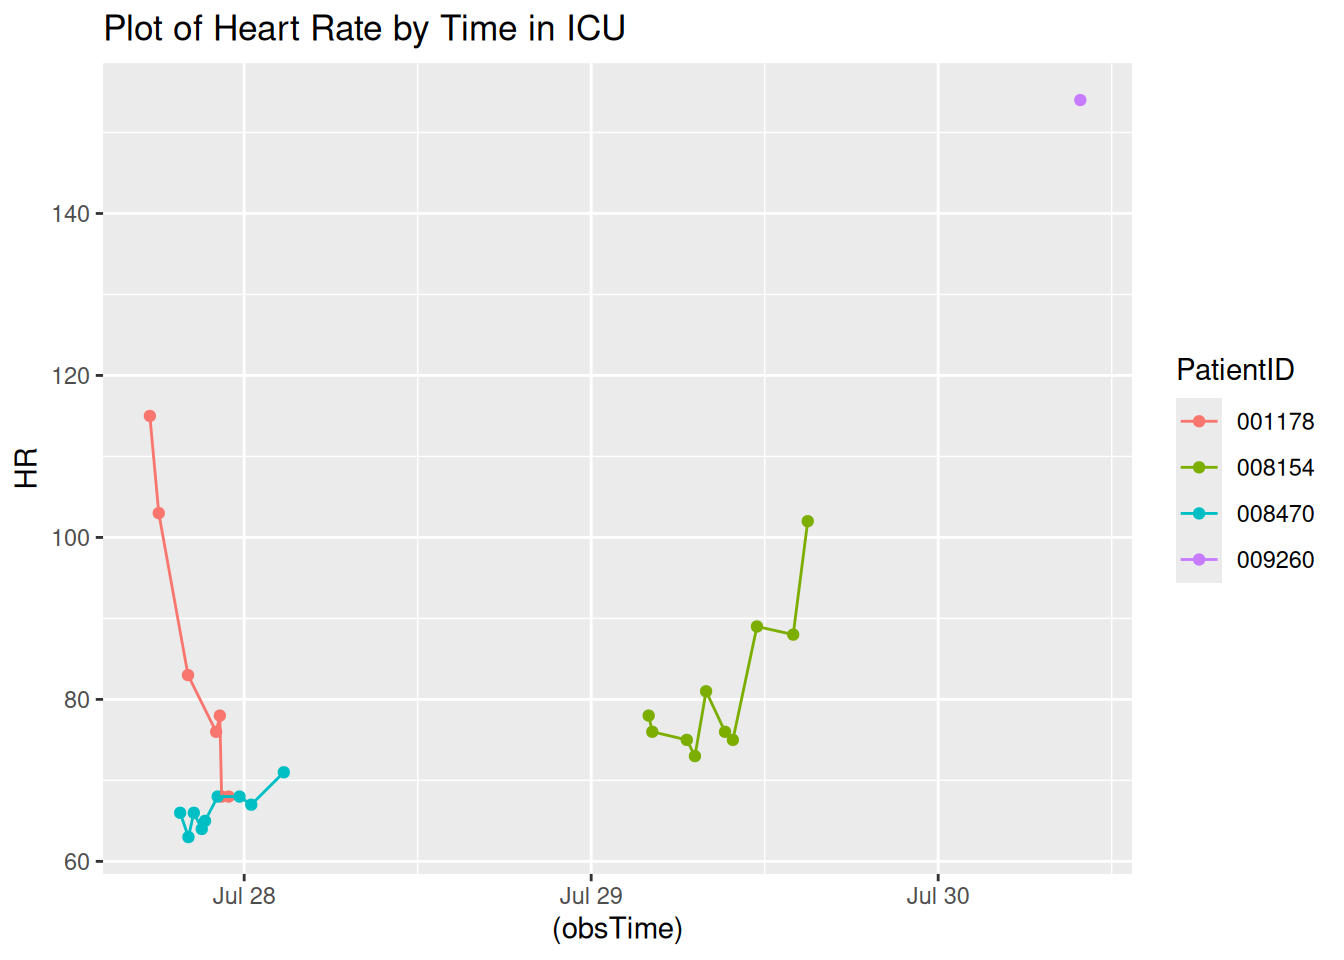 Plot of Heart Rate by Time in ICU
140
120
100
80
60
HR
Jul 28
Jul 29
Jul 30
(obsTime)
PatientID
001178
008154
008470
009260